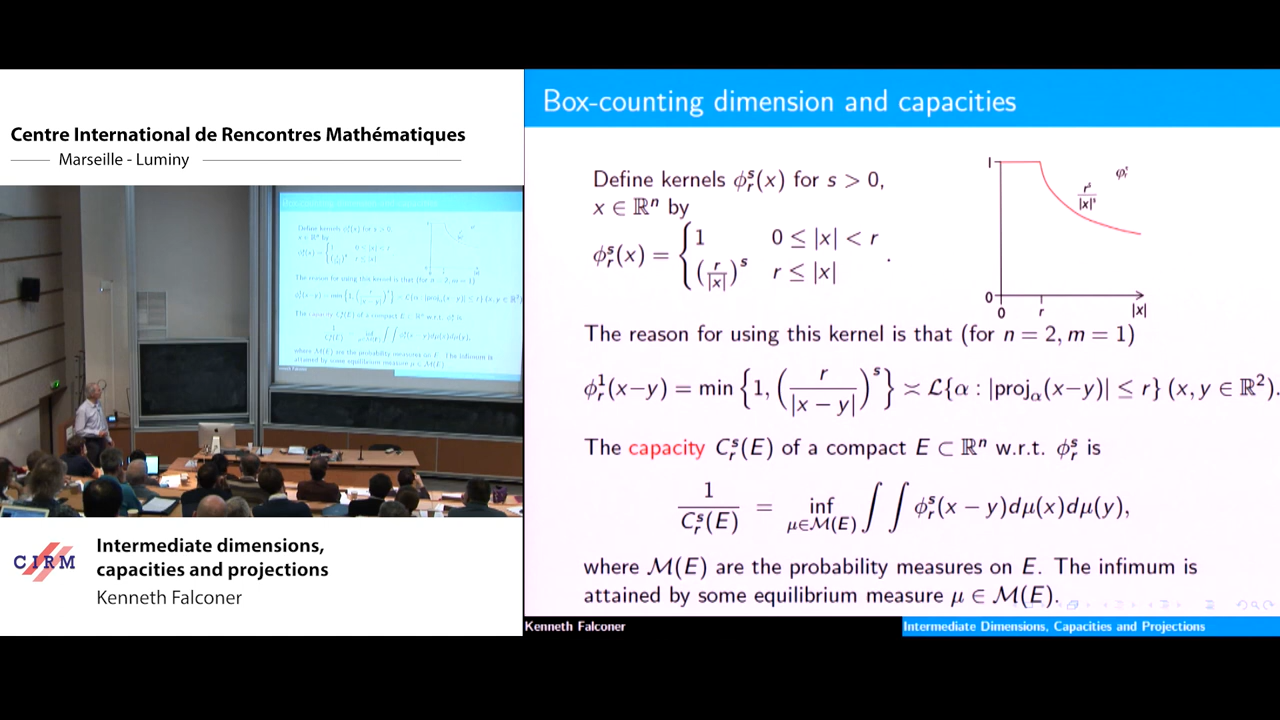 Centre International de Rencontres Mathématiques
Marseille - Luminy
CIRM
Intermediate dimensions,
capacities and projections
Kenneth Falconer
Box-counting dimension and capacities
Define kernels ϕ_r^s(x) for s > 0,
x ∈ ℝⁿ by
ϕ_r^s(x) = { 1 0 ≤ |x| < r
(r/|x|)^s r ≤ |x| .
1
r^s/|x|^s
0
0 r |x|
The reason for using this kernel is that (for n = 2, m = 1)
ϕ_r^1(x−y) = min {1, (r/|x − y|)^s} ≍ ℒ{α : |proj_α(x−y)| ≤ r} (x, y ∈ ℝ²).
The capacity C_r^s(E) of a compact E ⊂ ℝⁿ w.r.t. ϕ_r^s is
1/C_r^s(E) = inf_{μ∈ℳ(E)} ∫ ∫ ϕ_r^s(x − y)dμ(x)dμ(y),
where ℳ(E) are the probability measures on E. The infimum is
attained by some equilibrium measure μ ∈ ℳ(E).
Kenneth Falconer
Intermediate Dimensions, Capacities and Projections